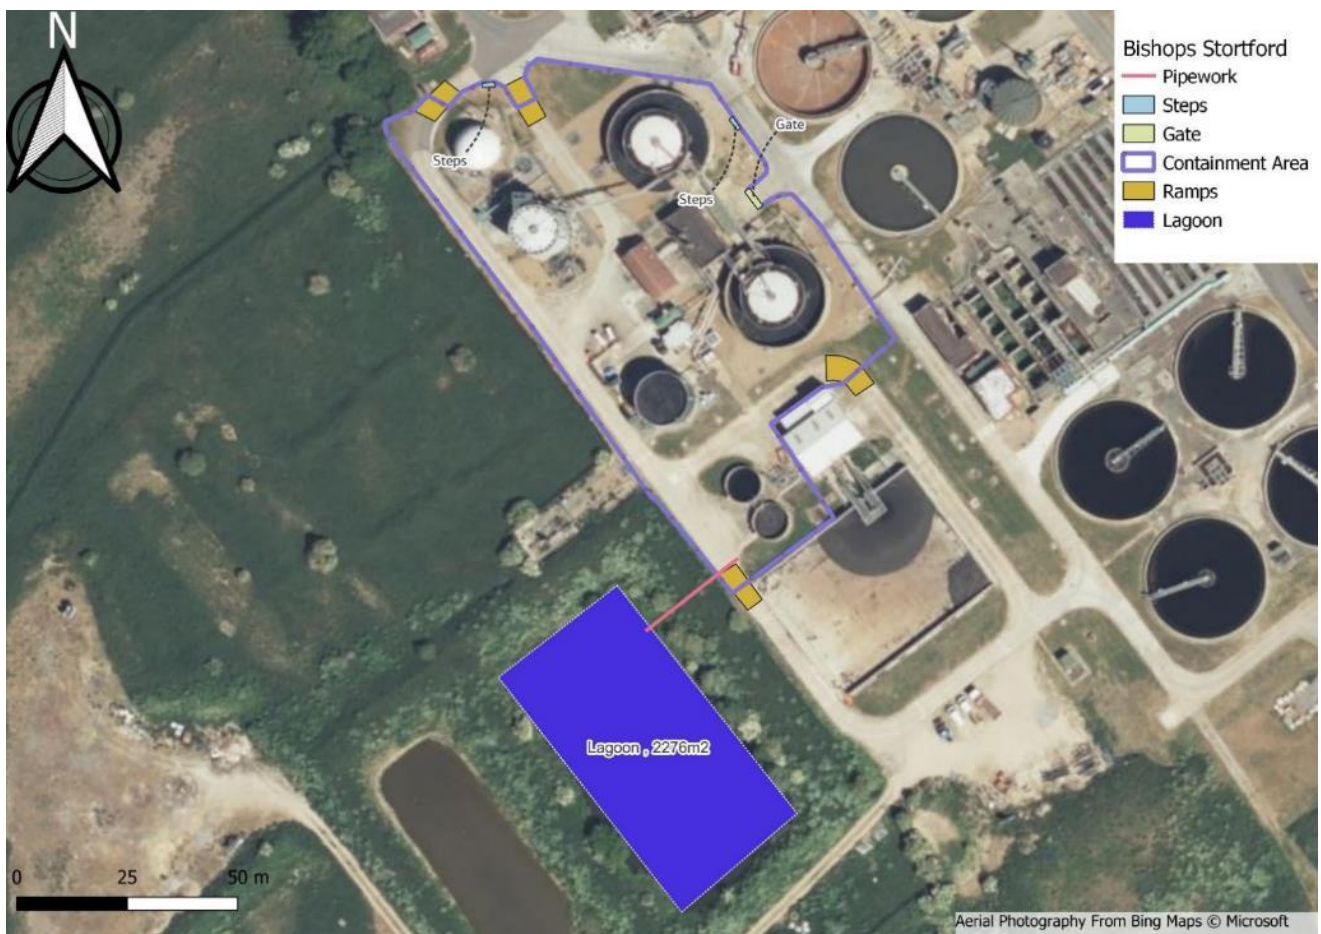 N
Bishops Stortford
Pipework
Steps
Gate
Containment Area
Ramps
Lagoon
Gate
Steps
Steps
Lagoon , 2276m2
0 25 50 m
Aerial Photography From Bing Maps © Microsoft